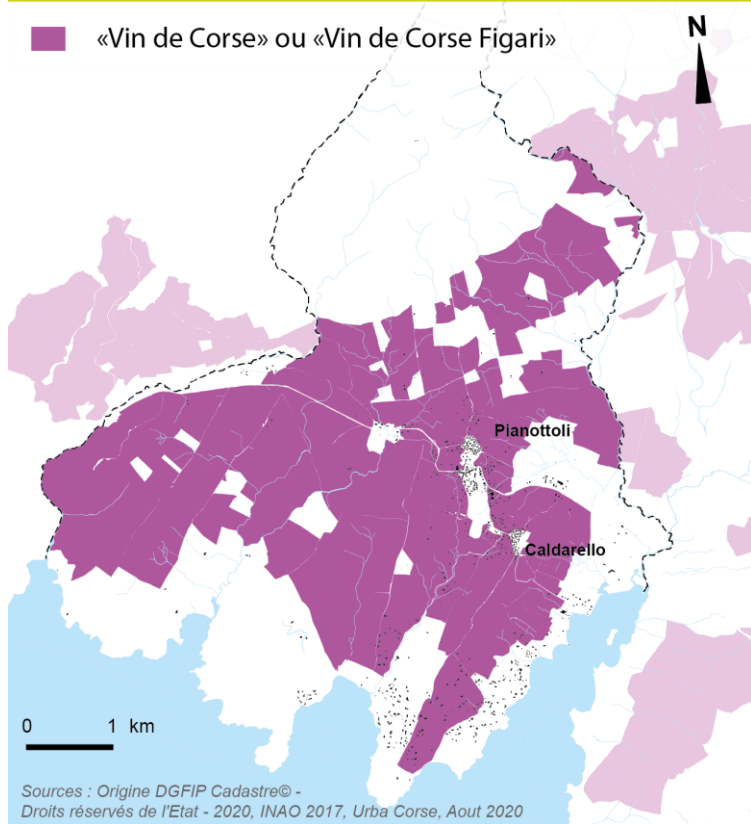 «Vin de Corse» ou «Vin de Corse Figari»
N
Pianottoli
Caldarello
0 1 km
Sources : Origine DGFIP Cadastre© -
Droits réservés de l'Etat - 2020, INAO 2017, Urba Corse, Aout 2020